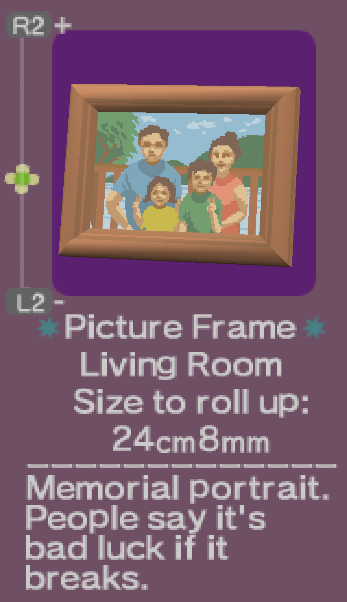 R2 +
L2 -
Picture Frame
Living Room
Size to roll up:
24cm8mm
Memorial portrait.
People say it's
bad luck if it
breaks.